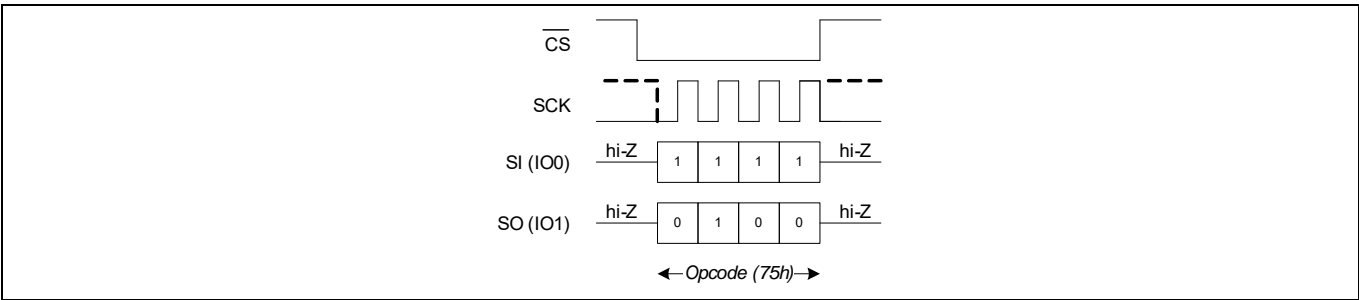 CS
SCK
SI (IO0) hi-Z 1 1 1 1 hi-Z
SO (IO1) hi-Z 0 1 0 0 hi-Z
Opcode (75h)